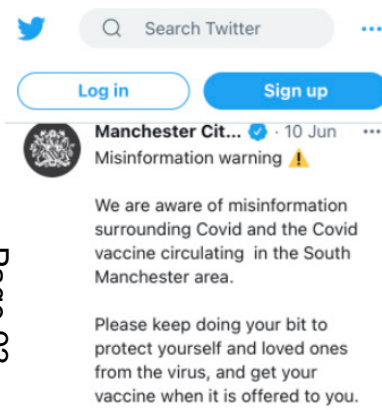 Search Twitter
Log in
Sign up
Manchester Cit... · 10 Jun
Misinformation warning ⚠️
We are aware of misinformation
surrounding Covid and the Covid
vaccine circulating in the South
Manchester area.
Please keep doing your bit to
protect yourself and loved ones
from the virus, and get your
vaccine when it is offered to you.